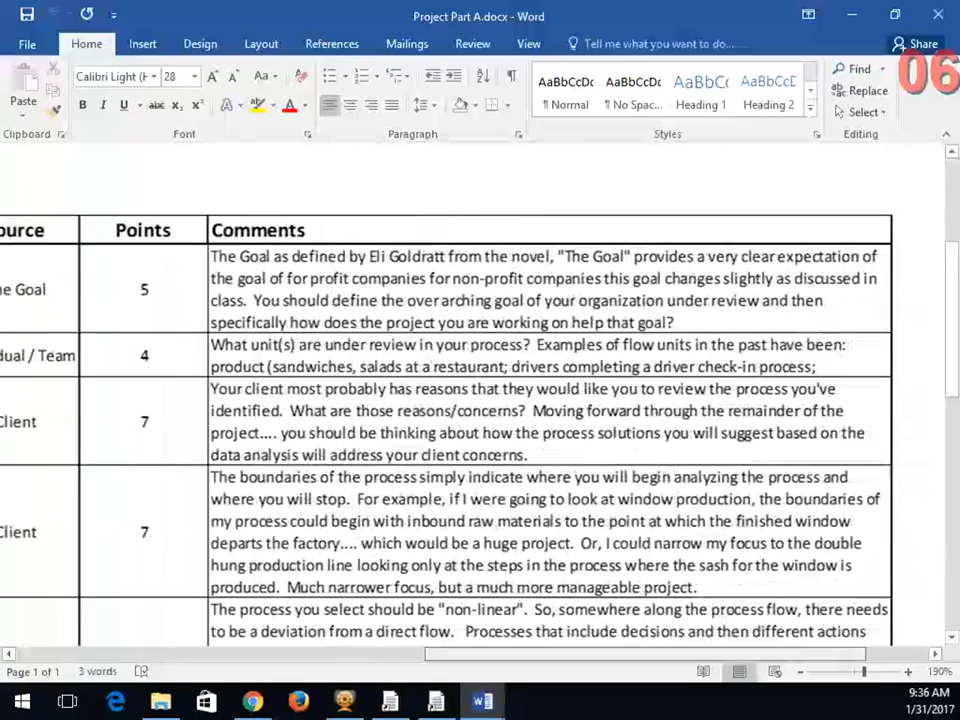 Project Part A.docx - Word
File Home Insert Design Layout References Mailings Review View Tell me what you want to do... Share
06
Paste
Calibri Light (H 28
Aa
B I U abc x₂ x² A A
AaBbCcDc AaBbCcDc AaBbCc AaBbCcD
¶ Normal ¶ No Spac... Heading 1 Heading 2
Find
Replace
Select
Clipboard Font Paragraph Styles Editing
ource Points Comments
he Goal 5
The Goal as defined by Eli Goldratt from the novel, "The Goal" provides a very clear expectation of
the goal of for profit companies for non-profit companies this goal changes slightly as discussed in
class. You should define the over arching goal of your organization under review and then
specifically how does the project you are working on help that goal?
dual / Team 4
What unit(s) are under review in your process? Examples of flow units in the past have been:
product (sandwiches, salads at a restaurant; drivers completing a driver check-in process;
Client 7
Your client most probably has reasons that they would like you to review the process you've
identified. What are those reasons/concerns? Moving forward through the remainder of the
project.... you should be thinking about how the process solutions you will suggest based on the
data analysis will address your client concerns.
Client 7
The boundaries of the process simply indicate where you will begin analyzing the process and
where you will stop. For example, if I were going to look at window production, the boundaries of
my process could begin with inbound raw materials to the point at which the finished window
departs the factory.... which would be a huge project. Or, I could narrow my focus to the double
hung production line looking only at the steps in the process where the sash for the window is
produced. Much narrower focus, but a much more manageable project.
The process you select should be "non-linear". So, somewhere along the process flow, there needs
to be a deviation from a direct flow. Processes that include decisions and then different actions
Page 1 of 1 3 words 190%
9:36 AM
1/31/2017